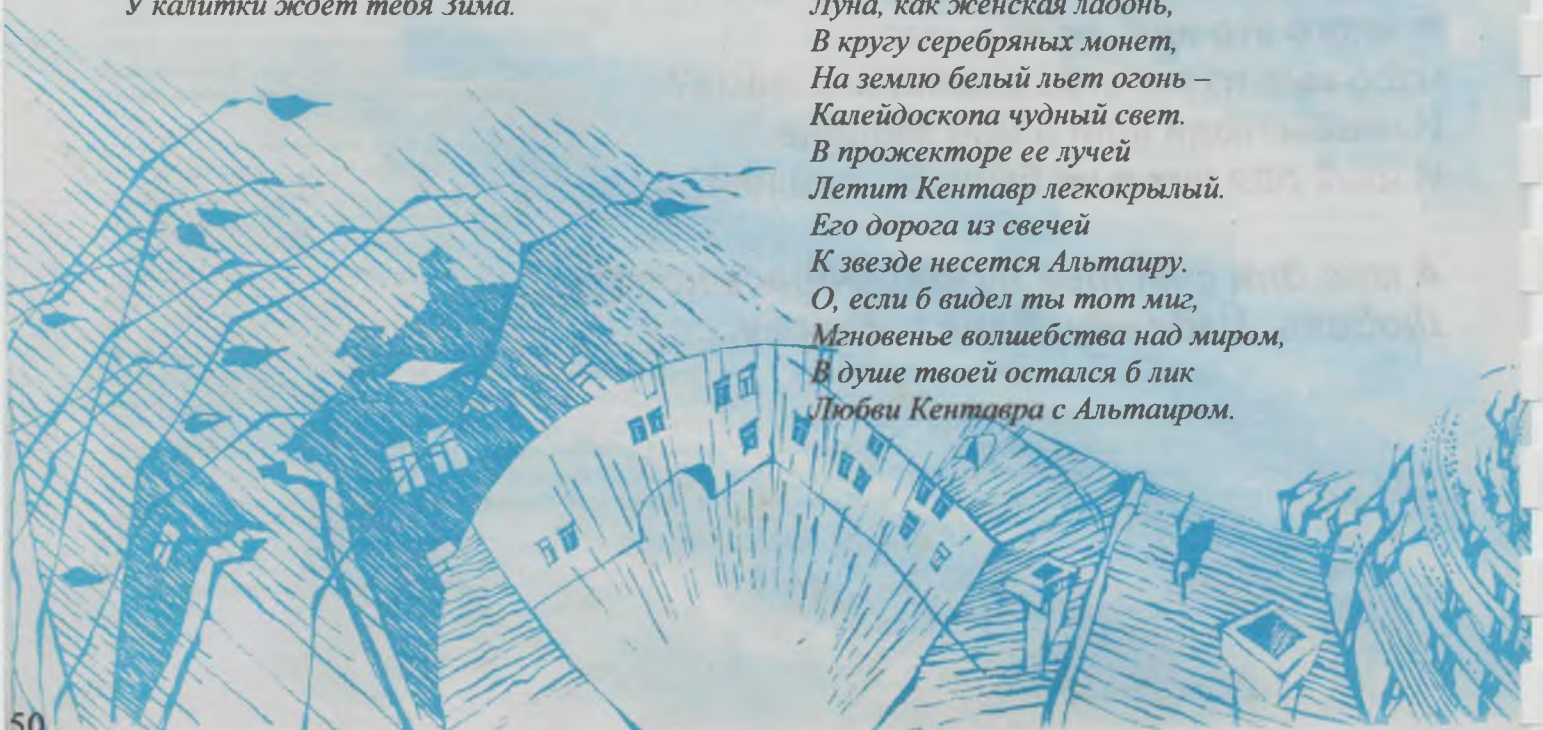 У калитки ждет тебя Зима.
Луна, как женская ладонь,
В кругу серебряных монет,
На землю белый льет огонь –
Калейдоскопа чудный свет.
В прожекторе ее лучей
Летит Кентавр легкокрылый.
Его дорога из свечей
К звезде несется Альтаиру.
О, если б видел ты тот миг,
Мгновенье волшебства над миром,
В душе твоей остался б лик
Любви Кентавра с Альтаиром.
50